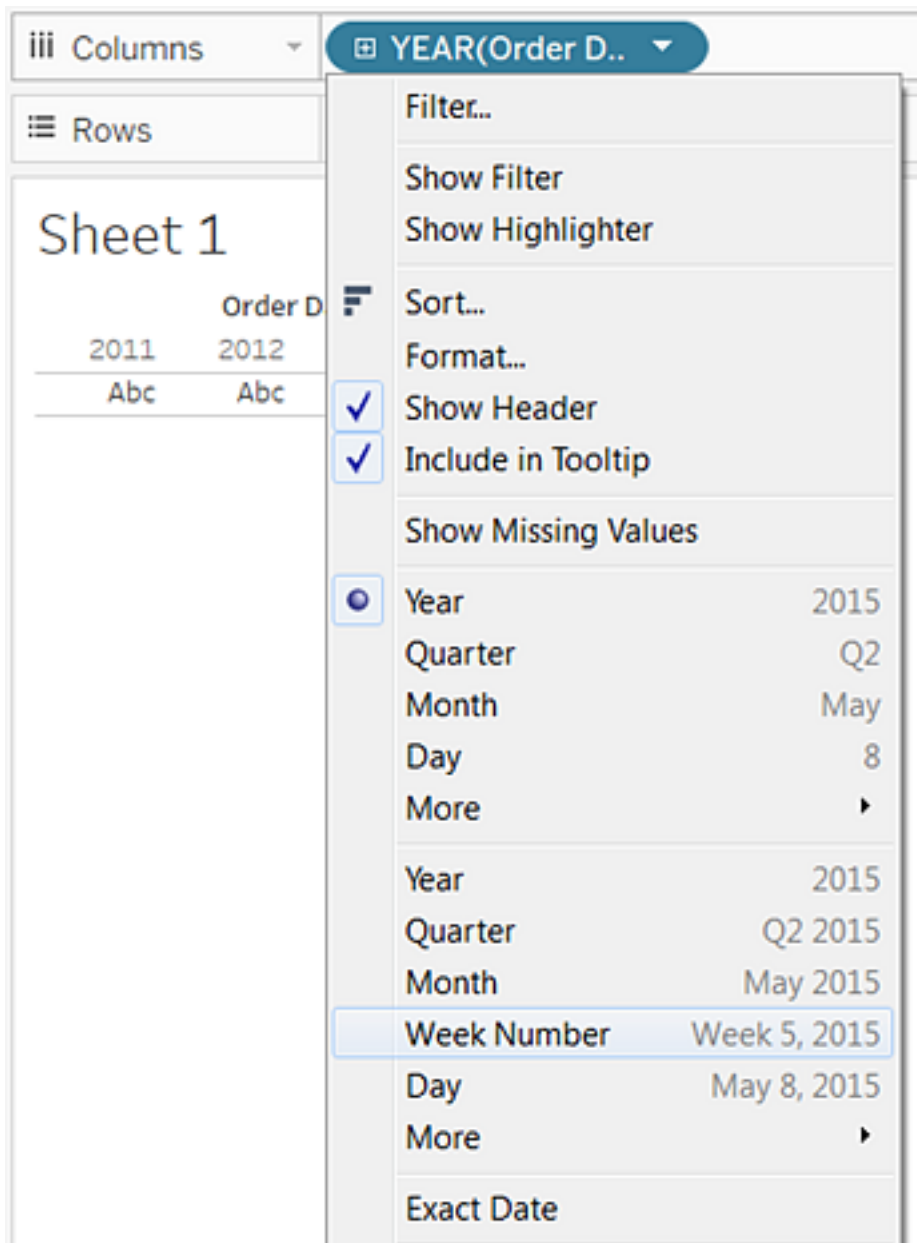 Columns
YEAR(Order D..
Rows
Sheet 1
Order D
2011 2012
Abc Abc
Filter...
Show Filter
Show Highlighter
Sort...
Format...
Show Header
Include in Tooltip
Show Missing Values
Year 2015
Quarter Q2
Month May
Day 8
More
Year 2015
Quarter Q2 2015
Month May 2015
Week Number Week 5, 2015
Day May 8, 2015
More
Exact Date